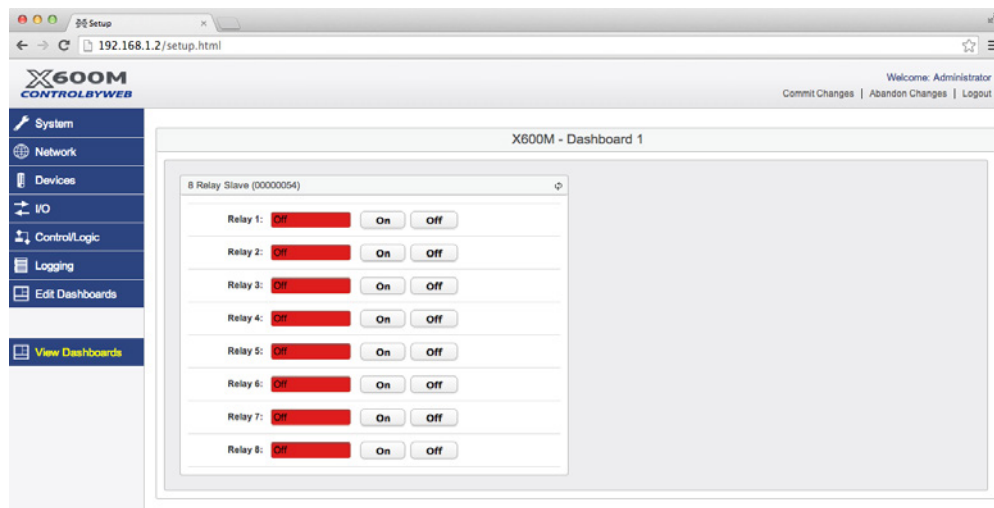 Setup
192.168.1.2/setup.html
X600M
CONTROLBYWEB
Welcome: Administrator
Commit Changes | Abandon Changes | Logout
System
Network
Devices
I/O
Control/Logic
Logging
Edit Dashboards
View Dashboards
X600M - Dashboard 1
8 Relay Slave (00000054)
Relay 1: Off On Off
Relay 2: Off On Off
Relay 3: Off On Off
Relay 4: Off On Off
Relay 5: Off On Off
Relay 6: Off On Off
Relay 7: Off On Off
Relay 8: Off On Off